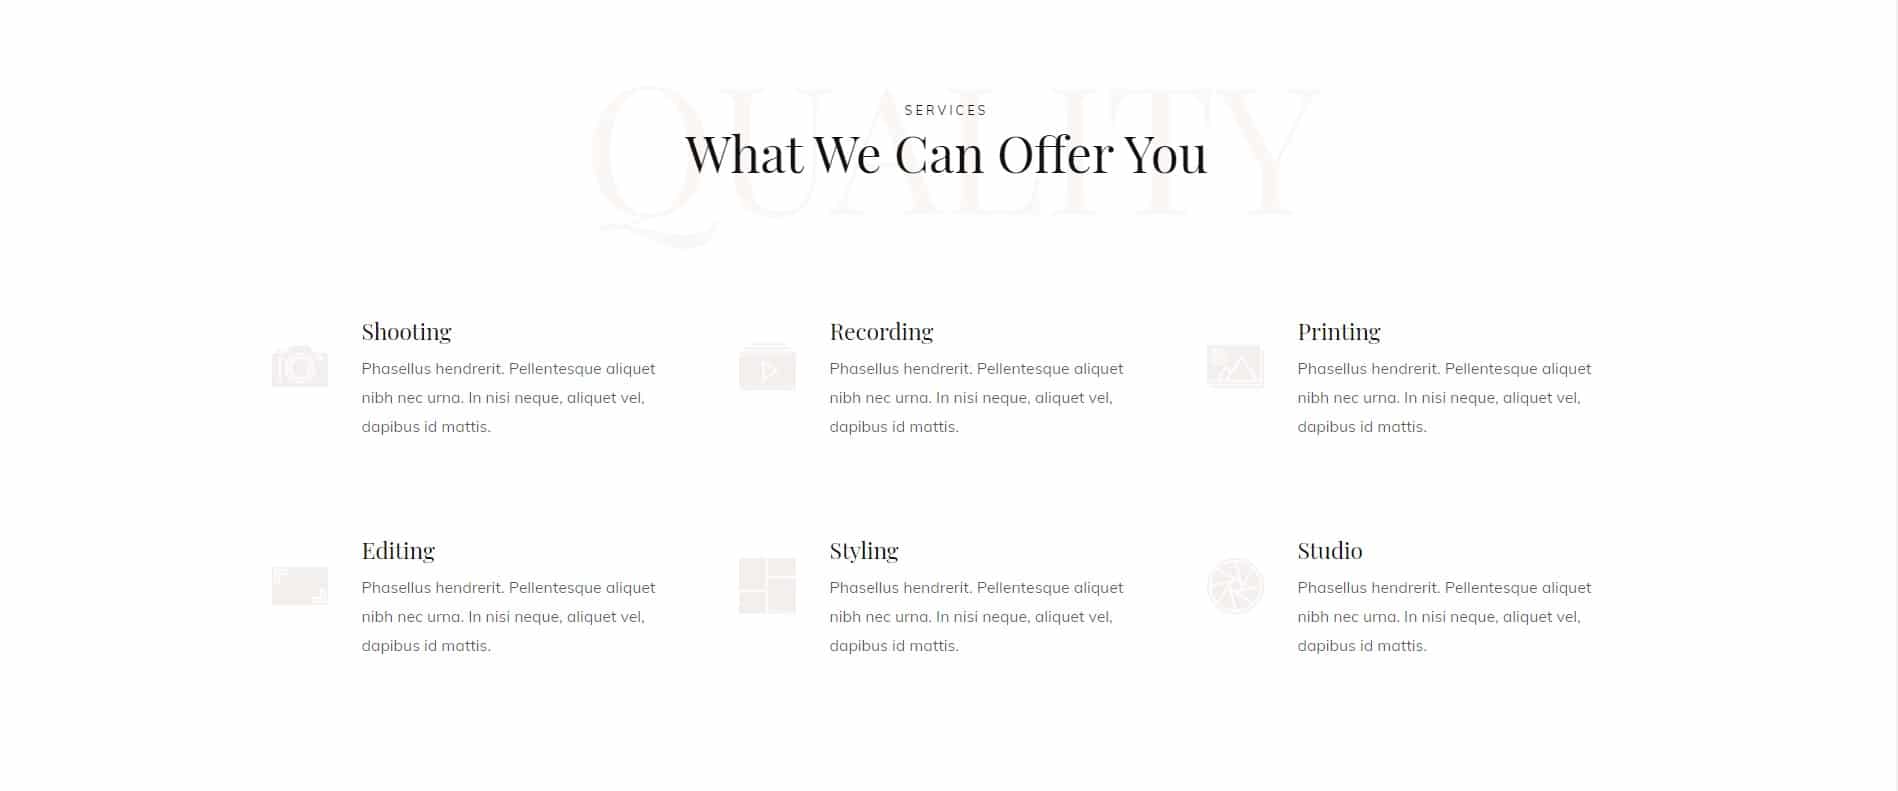 QUALITY
SERVICES
What We Can Offer You
Shooting
Phasellus hendrerit. Pellentesque aliquet
nibh nec urna. In nisi neque, aliquet vel,
dapibus id mattis.
Recording
Phasellus hendrerit. Pellentesque aliquet
nibh nec urna. In nisi neque, aliquet vel,
dapibus id mattis.
Printing
Phasellus hendrerit. Pellentesque aliquet
nibh nec urna. In nisi neque, aliquet vel,
dapibus id mattis.
Editing
Phasellus hendrerit. Pellentesque aliquet
nibh nec urna. In nisi neque, aliquet vel,
dapibus id mattis.
Styling
Phasellus hendrerit. Pellentesque aliquet
nibh nec urna. In nisi neque, aliquet vel,
dapibus id mattis.
Studio
Phasellus hendrerit. Pellentesque aliquet
nibh nec urna. In nisi neque, aliquet vel,
dapibus id mattis.